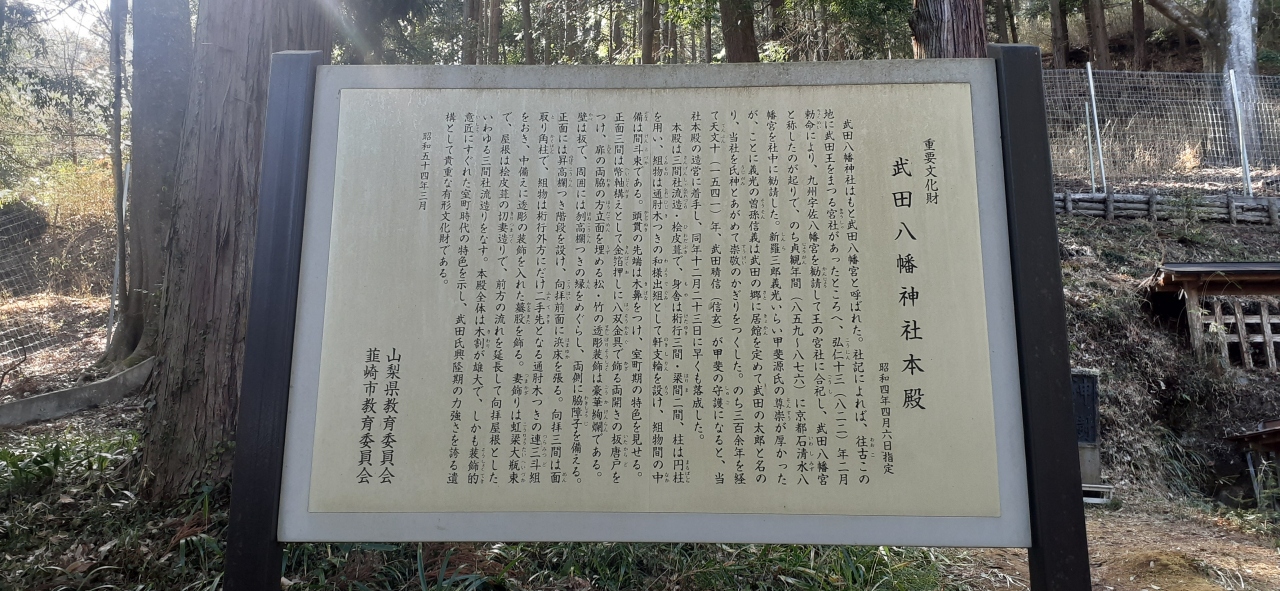 重要文化財
武田八幡神社本殿
昭和四年四月六日指定
武田八幡神社はもと武田八幡宮と呼ばれた。社記によれば、往古この
地に武田王をまつる宮社があったところへ、弘仁十三(八二二)年二月
勅命により、九州宇佐八幡宮を勧請して王の宮社に合祀し、武田八幡宮
と称したのが起りで、のち貞観年間(八五九~八七六)に京都石清水八
幡宮を社中に勧請した。新羅三郎義光いらい甲斐源氏の尊崇が厚かった
が、ことに義光の曽孫信義は武田の郷に居館を定めて武田の太郎と名の
り、当社を氏神とあがめて崇敬のかぎりをつくした。のち三百余年を経
て天文十(一五四一)年、武田晴信(信玄)が甲斐の守護になると、当
社本殿の造営に着手し、同年十二月二十三日に早くも落成した。
本殿は三間社流造・桧皮葺で、身舎は桁行三間・梁間二間、柱は円柱
を用い、組物は通肘木つきの和様出組として軒支輪を設け、組物間の中
備は間斗束である。頭貫の先端は木鼻をつけ、室町期の特色を見せる。
正面三間は幣軸構えとして金箔押しに八双金具で飾る両開きの板唐戸を
つけ、扉の両脇の方立面を埋める松・竹の透彫装飾は豪華絢爛である。
壁は板で、周囲には刎高欄つきの縁をめぐらし、両側に脇障子を備える。
正面には昇高欄つき階段を設け、向拝前面に浜床を張る。向拝三間は面
取り角柱で、組物は桁行外方にだけ二手先となる通肘木つきの連三斗組
をおき、中備えに透彫の装飾を入れた蟇股を飾る。妻飾りは虹梁大瓶束
で、屋根は桧皮葺の切妻造りで、前方の流れを延長して向拝屋根とした
いわゆる三間社流造りをなす。本殿全体は木割が雄大で、しかも装飾的
意匠にすぐれた室町時代の特色を示し、武田氏興隆期の力強さを誇る遺
構として貴重な有形文化財である。
昭和五十四年三月
山梨県教育委員会
韮崎市教育委員会